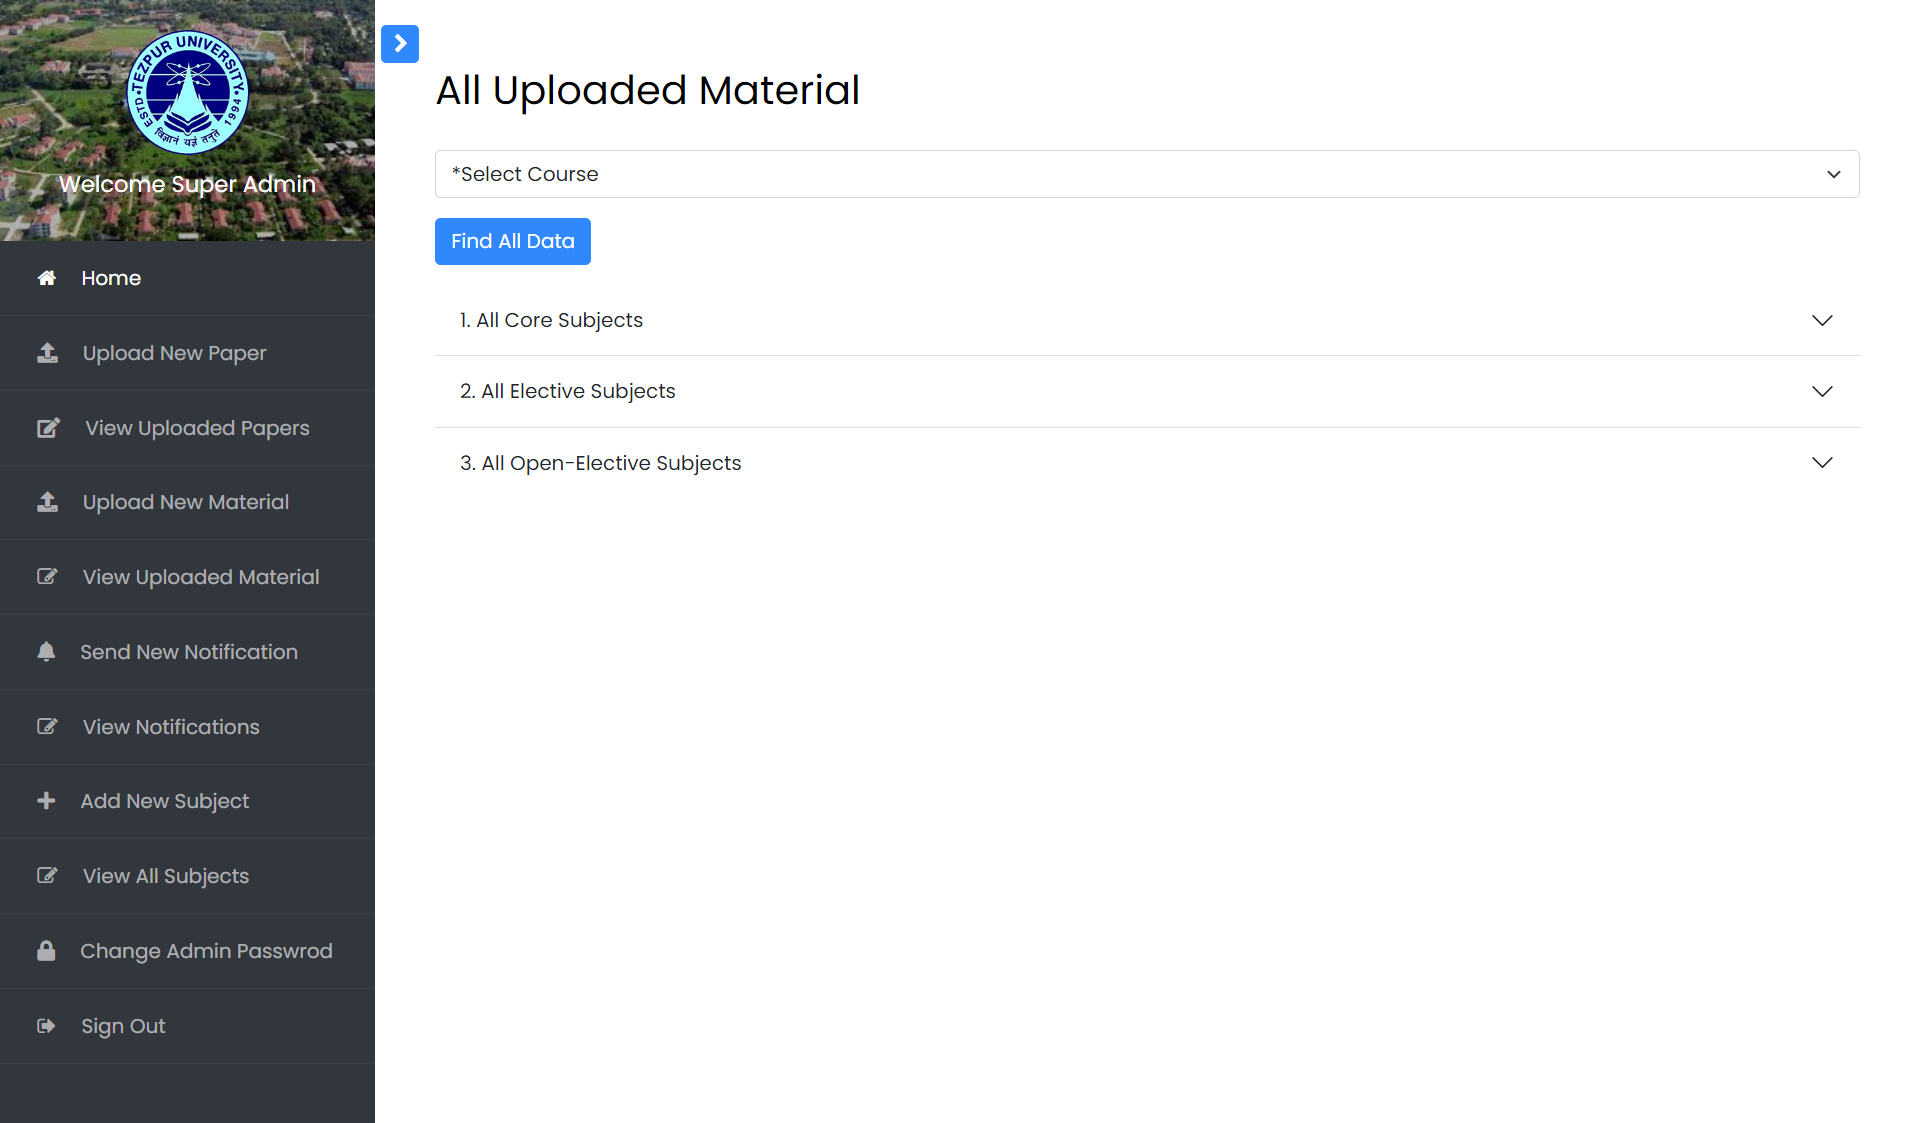 TEZPUR UNIVERSITY
ESTD
1994
विज्ञानं यज्ञं तनुते
Welcome Super Admin
Home
Upload New Paper
View Uploaded Papers
Upload New Material
View Uploaded Material
Send New Notification
View Notifications
Add New Subject
View All Subjects
Change Admin Passwrod
Sign Out
All Uploaded Material
*Select Course
Find All Data
1. All Core Subjects
2. All Elective Subjects
3. All Open-Elective Subjects